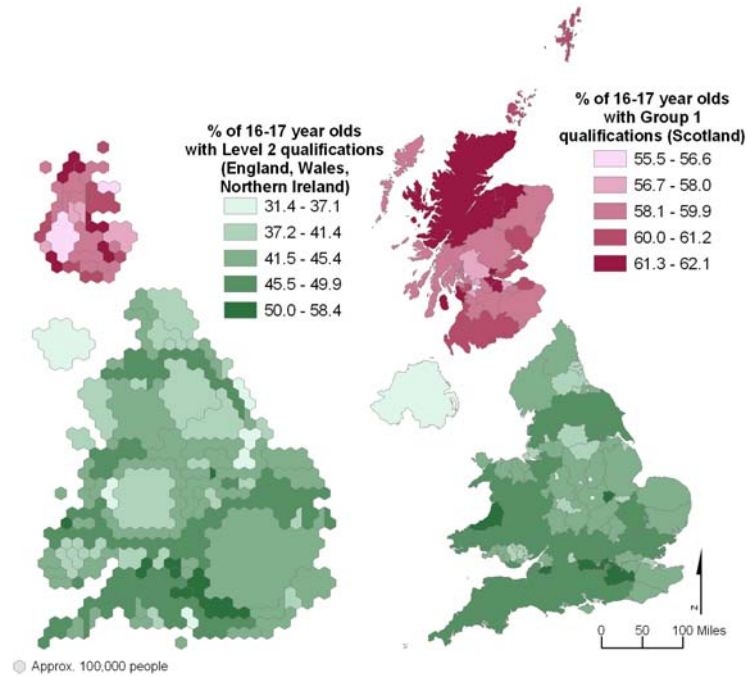 % of 16-17 year olds
with Level 2 qualifications
(England, Wales,
Northern Ireland)
31.4 - 37.1
37.2 - 41.4
41.5 - 45.4
45.5 - 49.9
50.0 - 58.4
% of 16-17 year olds
with Group 1
qualifications (Scotland)
55.5 - 56.6
56.7 - 58.0
58.1 - 59.9
60.0 - 61.2
61.3 - 62.1
N
0 50 100 Miles
Approx. 100,000 people